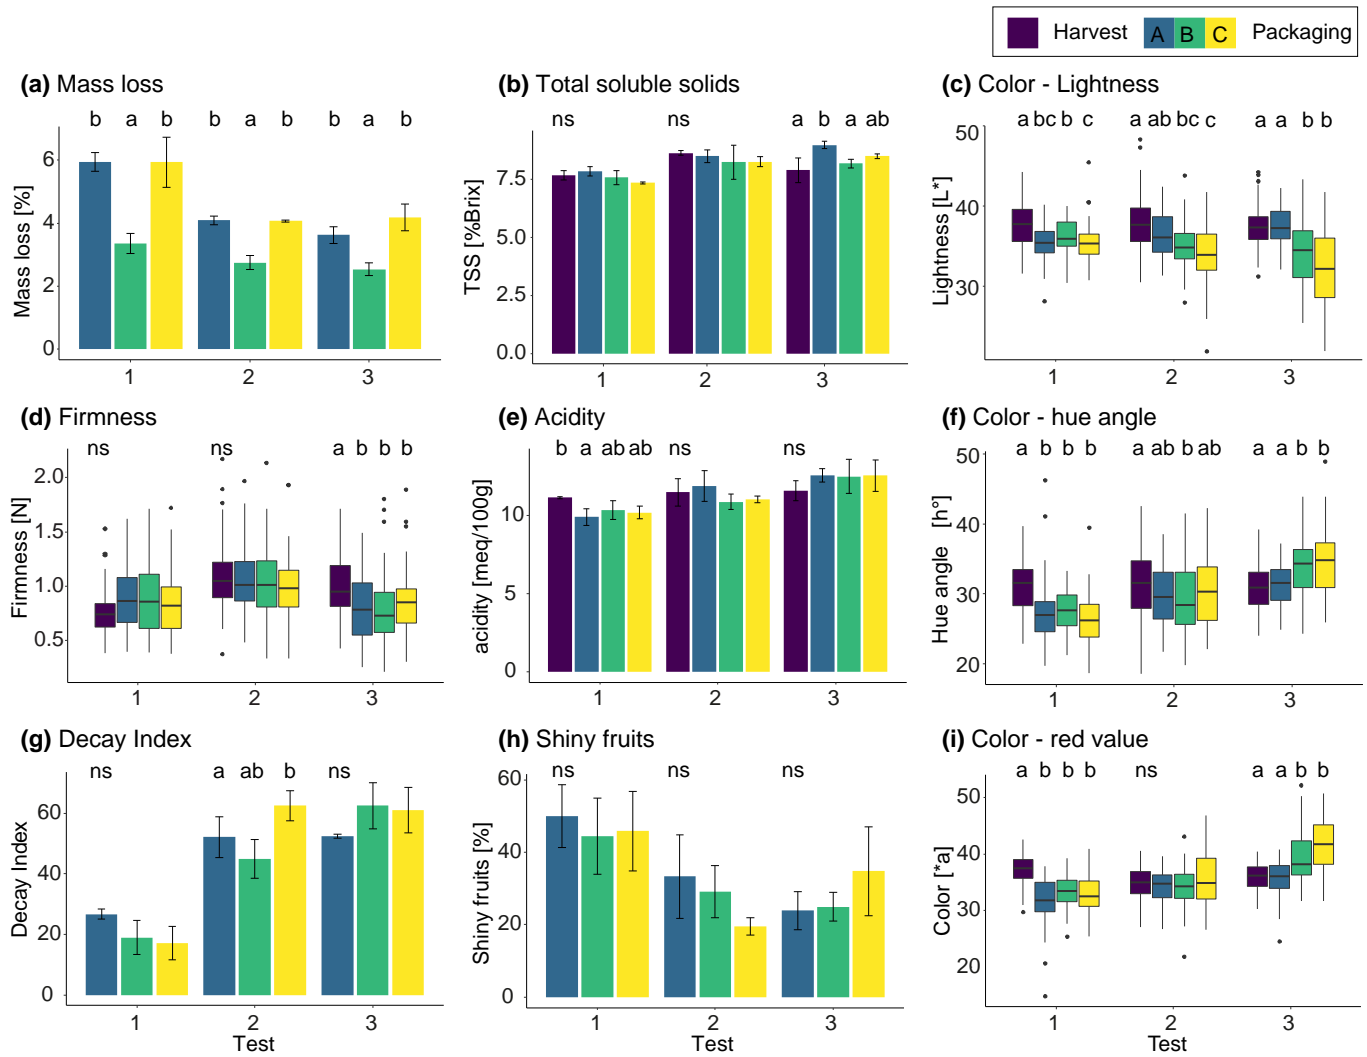 Harvest A B C Packaging
(a) Mass loss
b a b b a b b a b
Mass loss [%]
6
4
2
0
1 2 3
(b) Total soluble solids
ns ns a b a ab
TSS [%Brix]
7.5
5.0
2.5
0.0
1 2 3
(c) Color - Lightness
a bc b c a ab bc c a a b b
Lightness [L*]
50
40
30
1 2 3
(d) Firmness
ns ns a b b b
Firmness [N]
2.0
1.5
1.0
0.5
1 2 3
(e) Acidity
b a ab ab ns ns
acidity [meq/100g]
10
5
0
1 2 3
(f) Color - hue angle
a b b b a ab b ab a a b b
Hue angle [h°]
50
40
30
20
1 2 3
(g) Decay Index
ns a ab b ns
Decay Index
60
40
20
0
1 2 3
Test
(h) Shiny fruits
ns ns ns
Shiny fruits [%]
60
40
20
0
1 2 3
Test
(i) Color - red value
a b b b ns a a b b
Color [*a]
50
40
30
20
1 2 3
Test